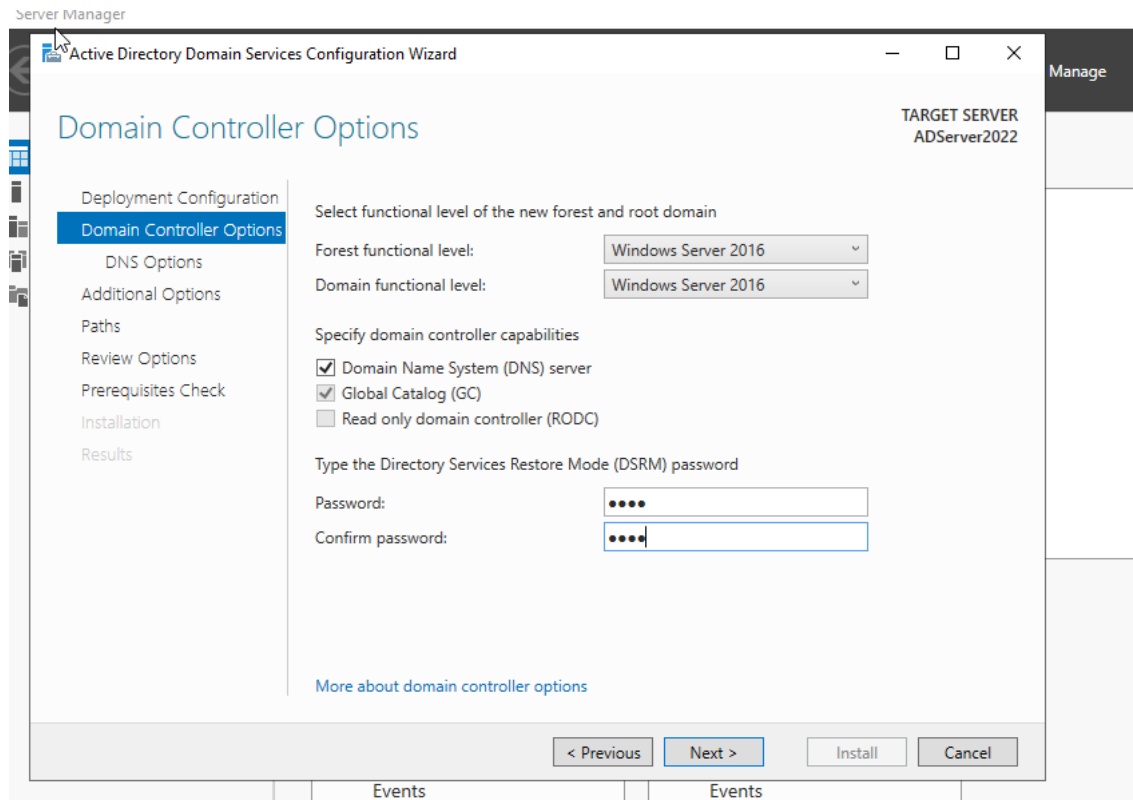 Server Manager
Active Directory Domain Services Configuration Wizard
Manage
Domain Controller Options
TARGET SERVER
ADServer2022
Deployment Configuration
Domain Controller Options
DNS Options
Additional Options
Paths
Review Options
Prerequisites Check
Installation
Results
Select functional level of the new forest and root domain
Forest functional level: Windows Server 2016
Domain functional level: Windows Server 2016
Specify domain controller capabilities
Domain Name System (DNS) server
Global Catalog (GC)
Read only domain controller (RODC)
Type the Directory Services Restore Mode (DSRM) password
Password: ••••
Confirm password: ••••
More about domain controller options
< Previous Next > Install Cancel
Events Events